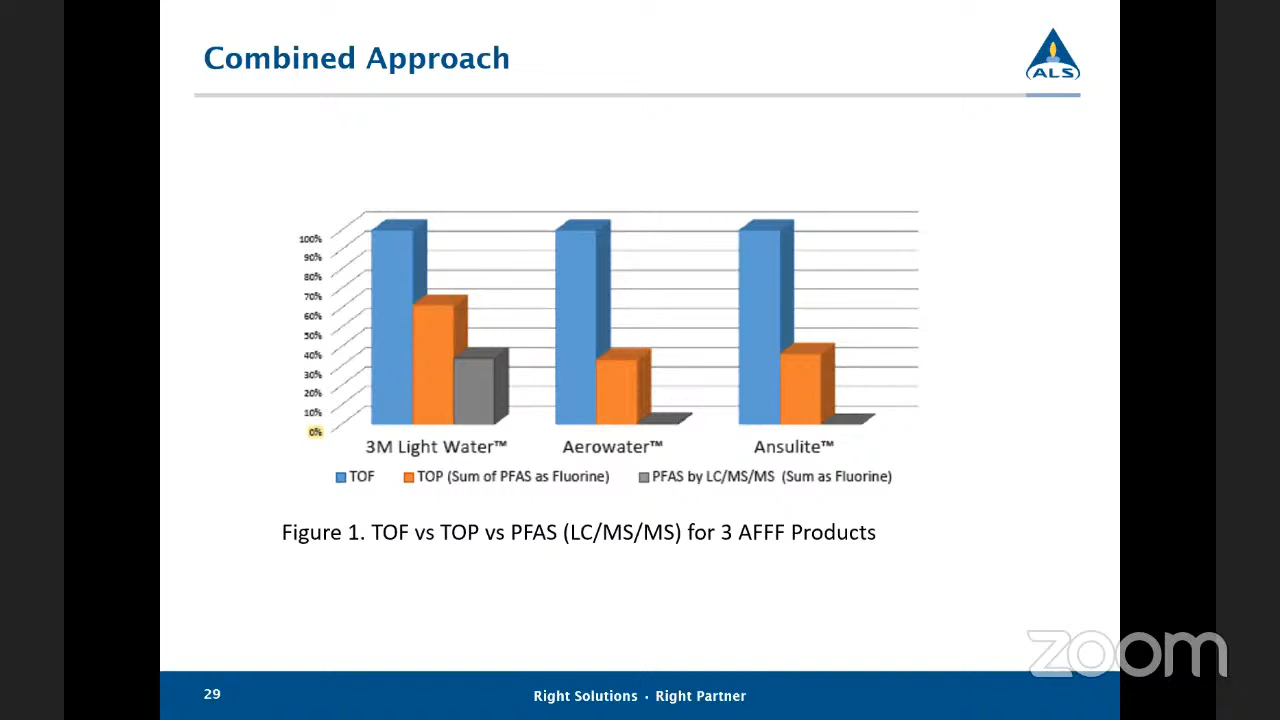 Combined Approach
ALS
100%
90%
80%
70%
60%
50%
40%
30%
20%
10%
0%
3M Light Water™ Aerowater™ Ansulite™
TOF TOP (Sum of PFAS as Fluorine) PFAS by LC/MS/MS (Sum as Fluorine)
Figure 1. TOF vs TOP vs PFAS (LC/MS/MS) for 3 AFFF Products
zoom
29 Right Solutions · Right Partner